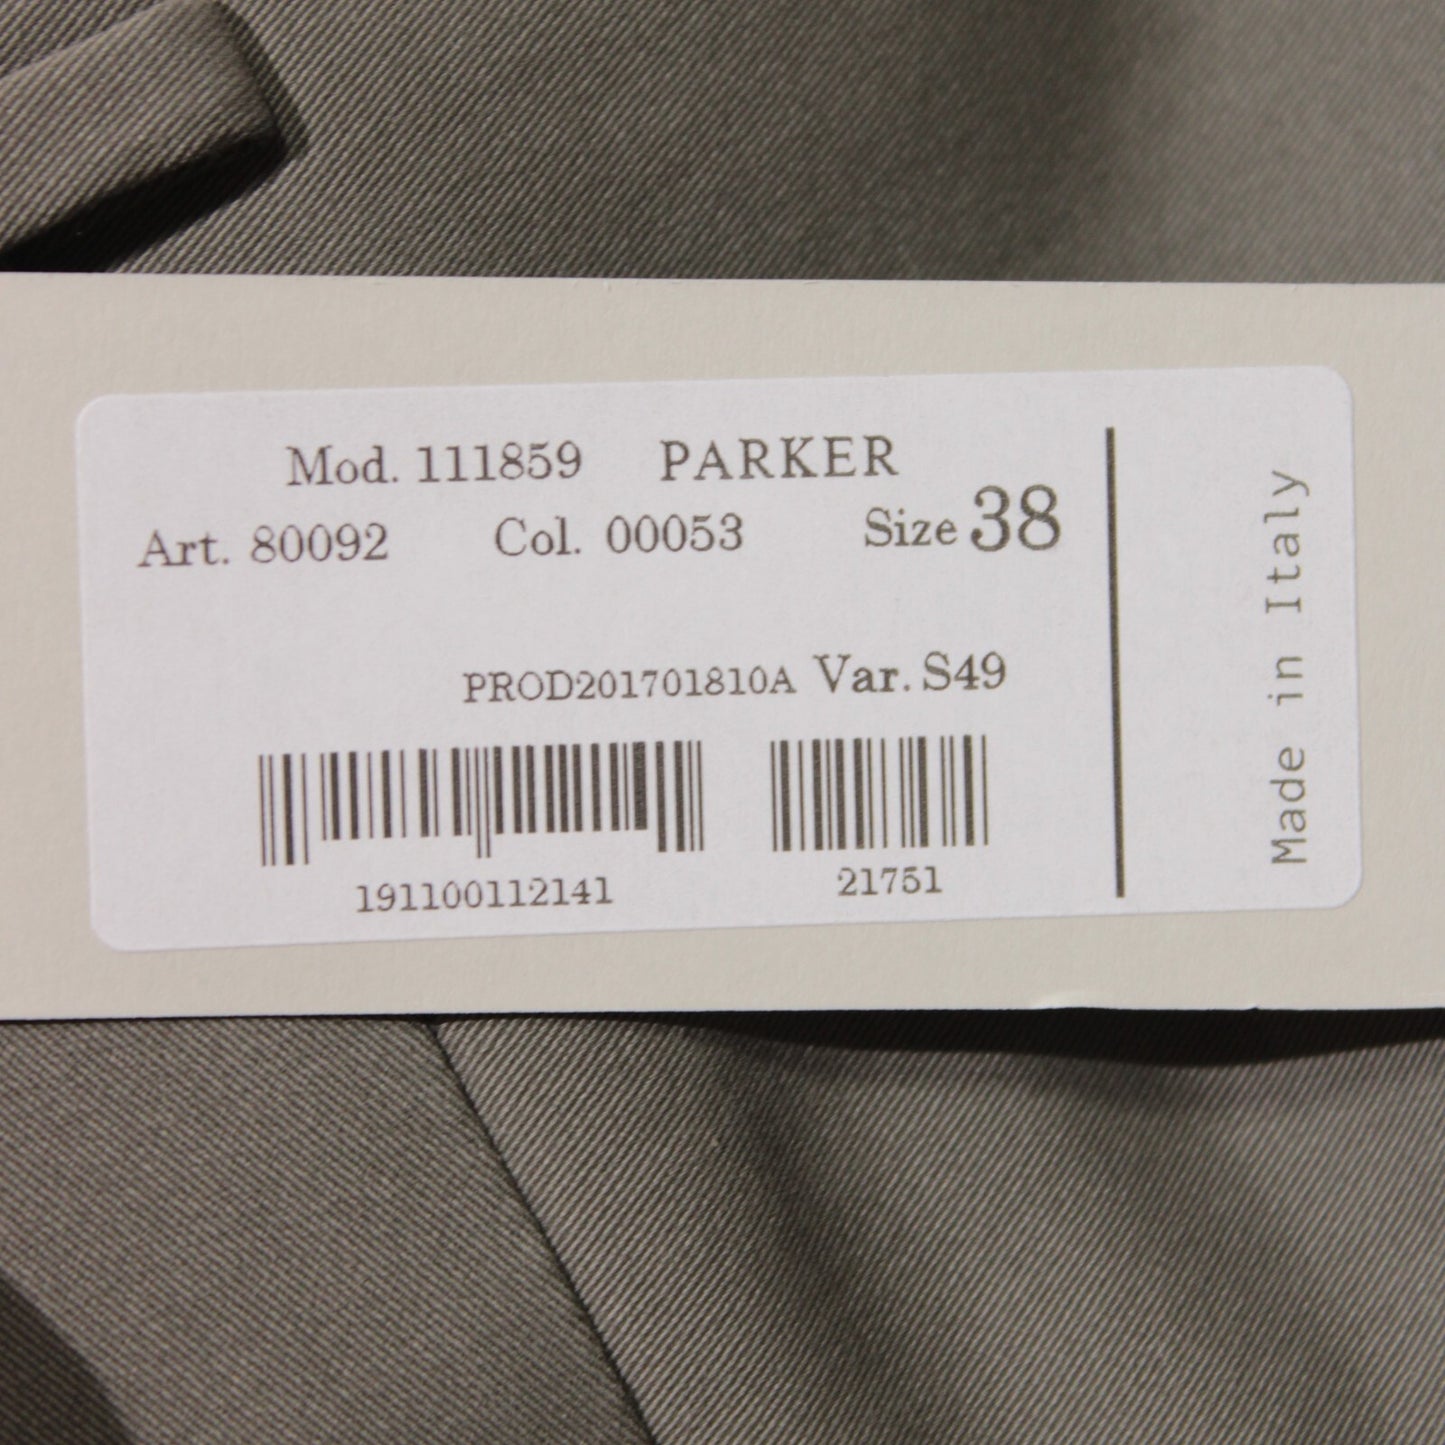 Mod. 111859 PARKER
Art. 80092 Col. 00053 Size 38
PROD201701810A Var. S49
191100112141 21751
Made in Italy